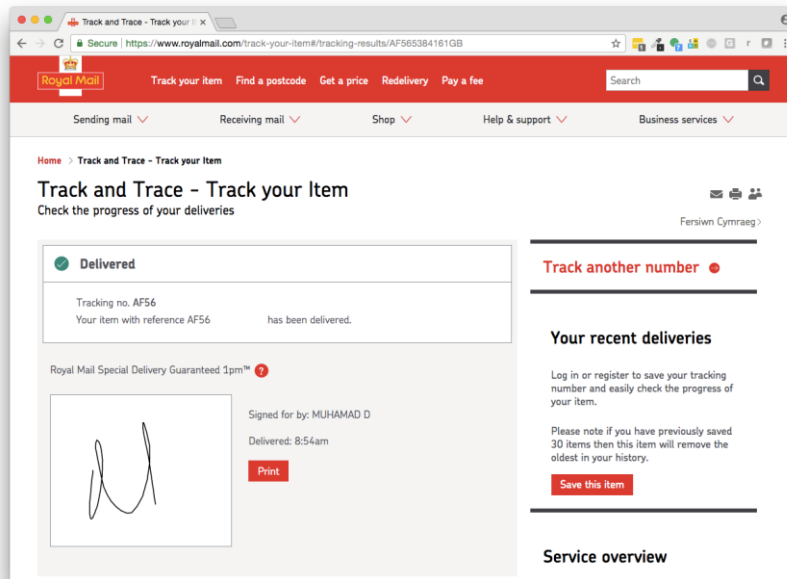 Track and Trace - Track your It
Secure | https://www.royalmail.com/track-your-item#/tracking-results/AF565384161GB
Royal Mail
Track your item Find a postcode Get a price Redelivery Pay a fee
Search
Sending mail Receiving mail Shop Help & support Business services
Home > Track and Trace - Track your Item
Track and Trace - Track your Item
Check the progress of your deliveries
Fersiwn Cymraeg>
Delivered
Tracking no. AF56
Your item with reference AF56 has been delivered.
Royal Mail Special Delivery Guaranteed 1pm™ ?
Signed for by: MUHAMAD D
Delivered: 8:54am
Print
Track another number
Your recent deliveries
Log in or register to save your tracking
number and easily check the progress of
your item.
Please note if you have previously saved
30 items then this item will remove the
oldest in your history.
Save this item
Service overview